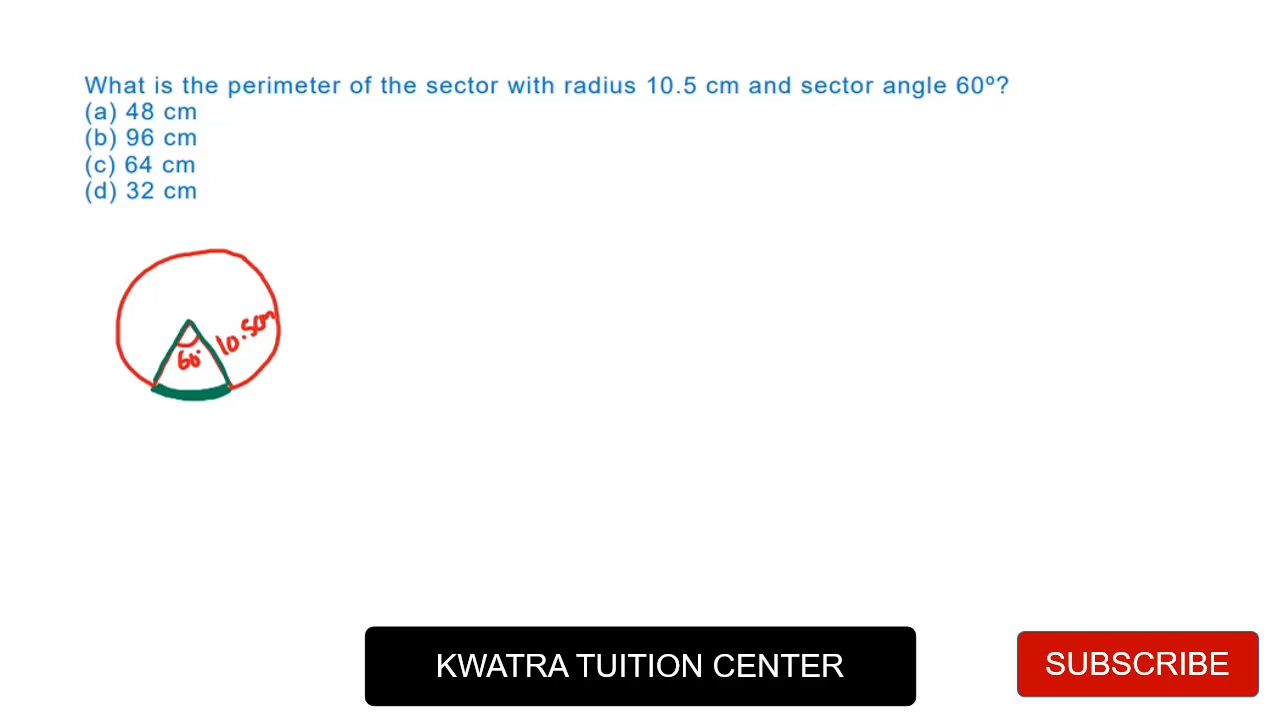 What is the perimeter of the sector with radius 10.5 cm and sector angle 60º?
(a) 48 cm
(b) 96 cm
(c) 64 cm
(d) 32 cm
10.5cm
60°
KWATRA TUITION CENTER
SUBSCRIBE